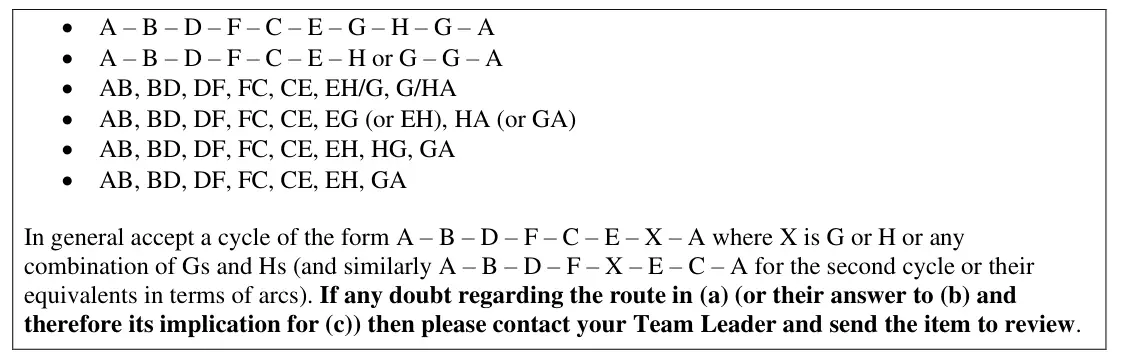 • A – B – D – F – C – E – G – H – G – A
• A – B – D – F – C – E – H or G – G – A
• AB, BD, DF, FC, CE, EH/G, G/HA
• AB, BD, DF, FC, CE, EG (or EH), HA (or GA)
• AB, BD, DF, FC, CE, EH, HG, GA
• AB, BD, DF, FC, CE, EH, GA
In general accept a cycle of the form A – B – D – F – C – E – X – A where X is G or H or any
combination of Gs and Hs (and similarly A – B – D – F – X – E – C – A for the second cycle or their
equivalents in terms of arcs). If any doubt regarding the route in (a) (or their answer to (b) and
therefore its implication for (c)) then please contact your Team Leader and send the item to review.